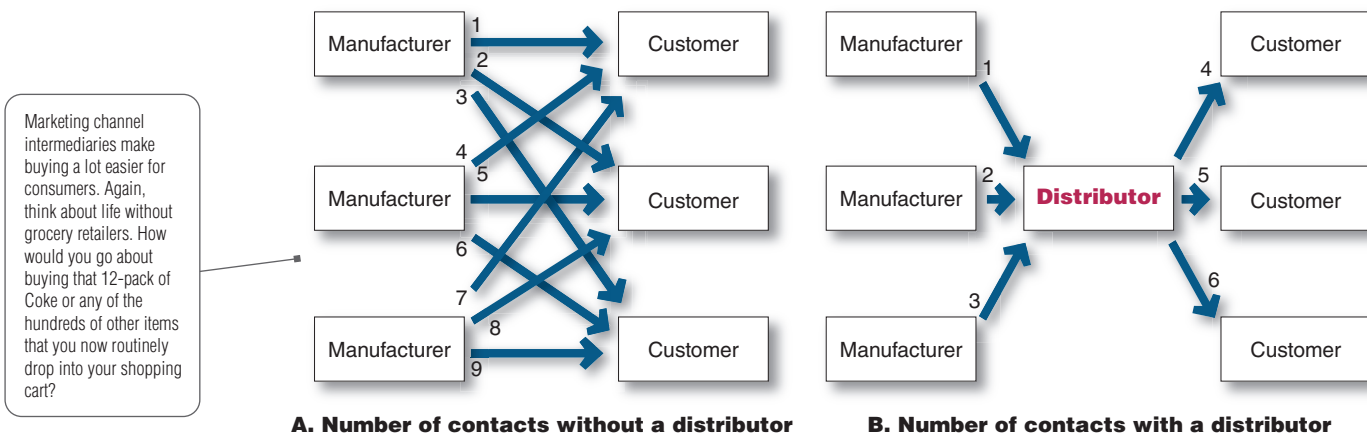 Marketing channel
intermediaries make
buying a lot easier for
consumers. Again,
think about life without
grocery retailers. How
would you go about
buying that 12-pack of
Coke or any of the
hundreds of other items
that you now routinely
drop into your shopping
cart?
Manufacturer
1
2
3
Customer
Manufacturer
4
5
6
Customer
Manufacturer
7
8
9
Customer
A. Number of contacts without a distributor
Manufacturer
1
4
Customer
Manufacturer
2
Distributor
5
Customer
Manufacturer
3
6
Customer
B. Number of contacts with a distributor